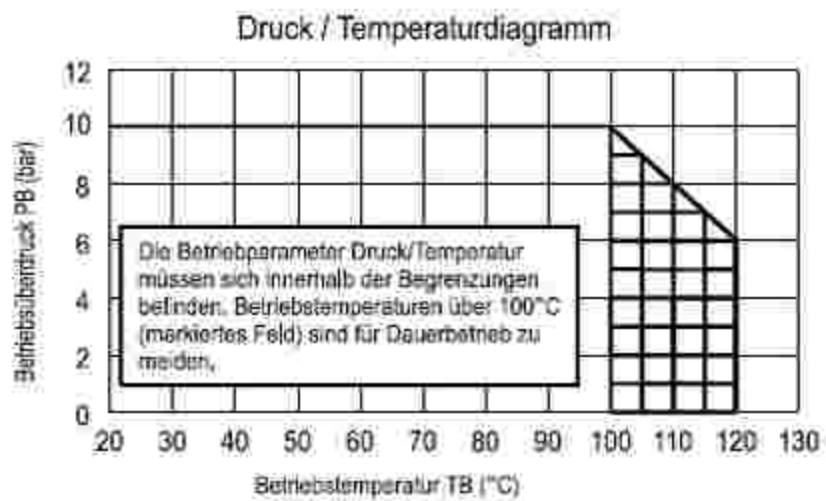 Druck / Temperaturdiagramm
12
10
8
6
4
2
0
Betriebsüberdruck PB (bar)
Die Betriebparameter Druck/Temperatur
müssen sich innerhalb der Begrenzungen
befinden. Betriebstemperaturen über 100°C
(markiertes Feld) sind für Dauerbetrieb zu
meiden.
20 30 40 50 60 70 80 90 100 110 120 130
Betriebstemperatur TB (°C)